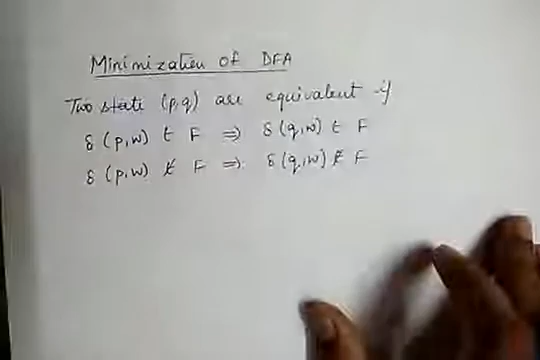 Minimization of DFA
Two state (p,q) are equivalent if
δ (p,w) ∈ F ⇒ δ (q,w) ∈ F
δ (p,w) ∉ F ⇒ δ (q,w) ∉ F